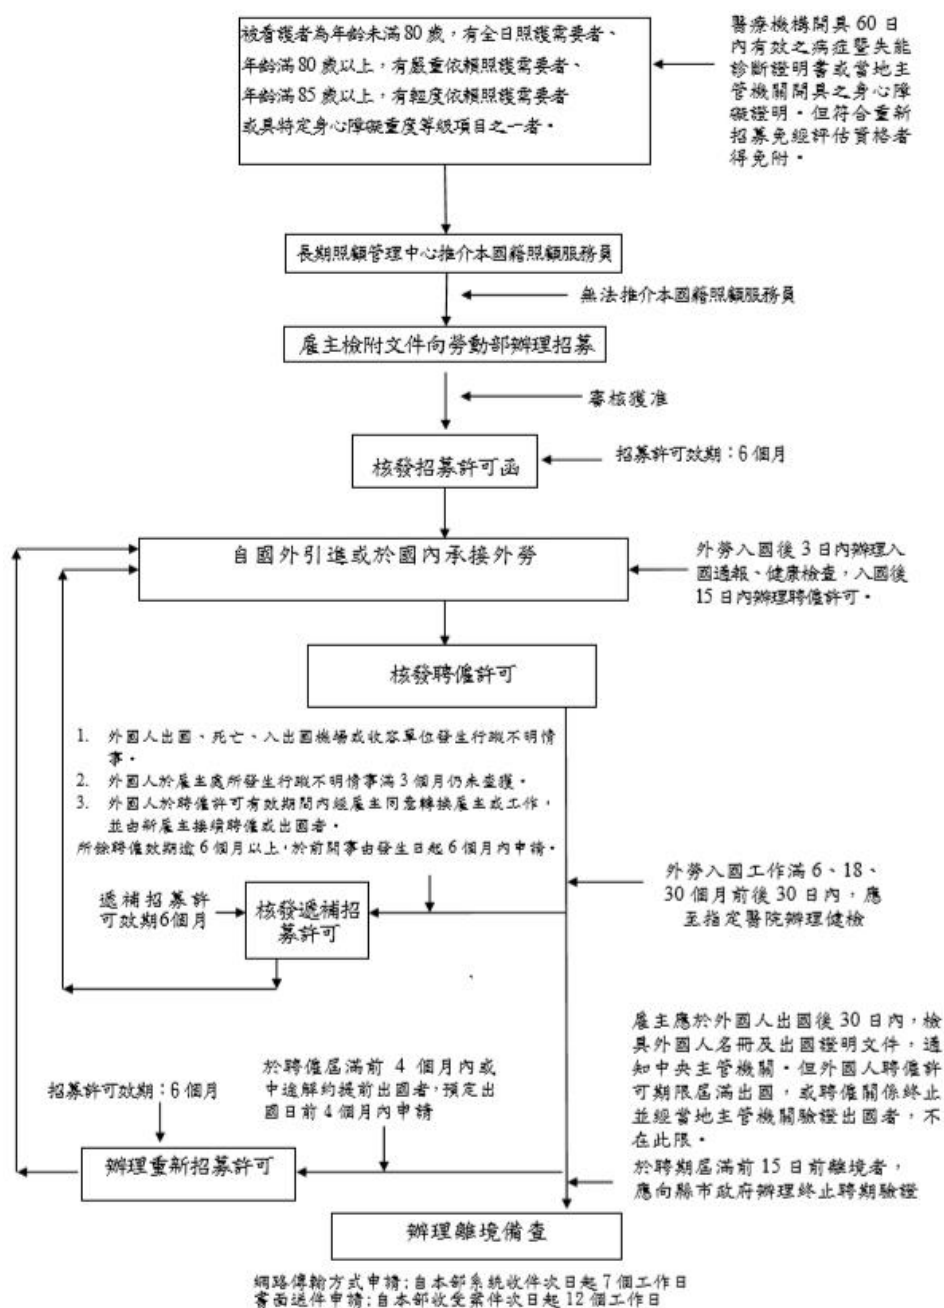 被看護者為年齡未滿 80 歲，有全日照護需要者、
年齡滿 80 歲以上，有嚴重依賴照護需要者、
年齡滿 85 歲以上，有輕度依賴照護需要者
或具特定身心障礙重度等級項目之一者。
醫療機構開具 60 日
內有效之病症暨失能
診斷證明書或當地主
管機關開具之身心障
礙證明。但符合重新
招募免經評估資格者
得免附。
長期照顧管理中心推介本國籍照顧服務員
無法推介本國籍照顧服務員
雇主檢附文件向勞動部辦理招募
審核獲准
核發招募許可函
招募許可效期：6 個月
自國外引進或於國內承接外勞
外勞入國後 3 日內辦理入
國通報、健康檢查，入國後
15 日內辦理聘僱許可。
核發聘僱許可
1. 外國人出國、死亡、入出國機場或收容單位發生行蹤不明情
事。
2. 外國人於雇主處所發生行蹤不明情事滿 3 個月仍未查獲。
3. 外國人於聘僱許可有效期間內經雇主同意轉換雇主或工作，
並由新雇主接續聘僱或出國者。
所餘聘僱效期逾 6 個月以上，於前開事由發生日起 6 個月內申請。
外勞入國工作滿 6、18、
30 個月前後 30 日內，應
至指定醫院辦理健檢
遞補招募許
可效期6個月
核發遞補招
募許可
雇主應於外國人出國後 30 日內，檢
具外國人名冊及出國證明文件，通
知中央主管機關。但外國人聘僱許
可期限屆滿出國，或聘僱關係終止
並經當地主管機關驗證出國者，不
在此限。
於聘僱屆滿前 4 個月內或
中途解約提前出國者，預定出
國日前 4 個月內申請
招募許可效期：6 個月
辦理重新招募許可
於聘期屆滿前 15 日前離境者，
應向縣市政府辦理終止聘期驗證
辦理離境備查
網路傳輸方式申請：自本部系統收件次日起 7 個工作日
書面送件申請：自本部收受案件次日起 12 個工作日